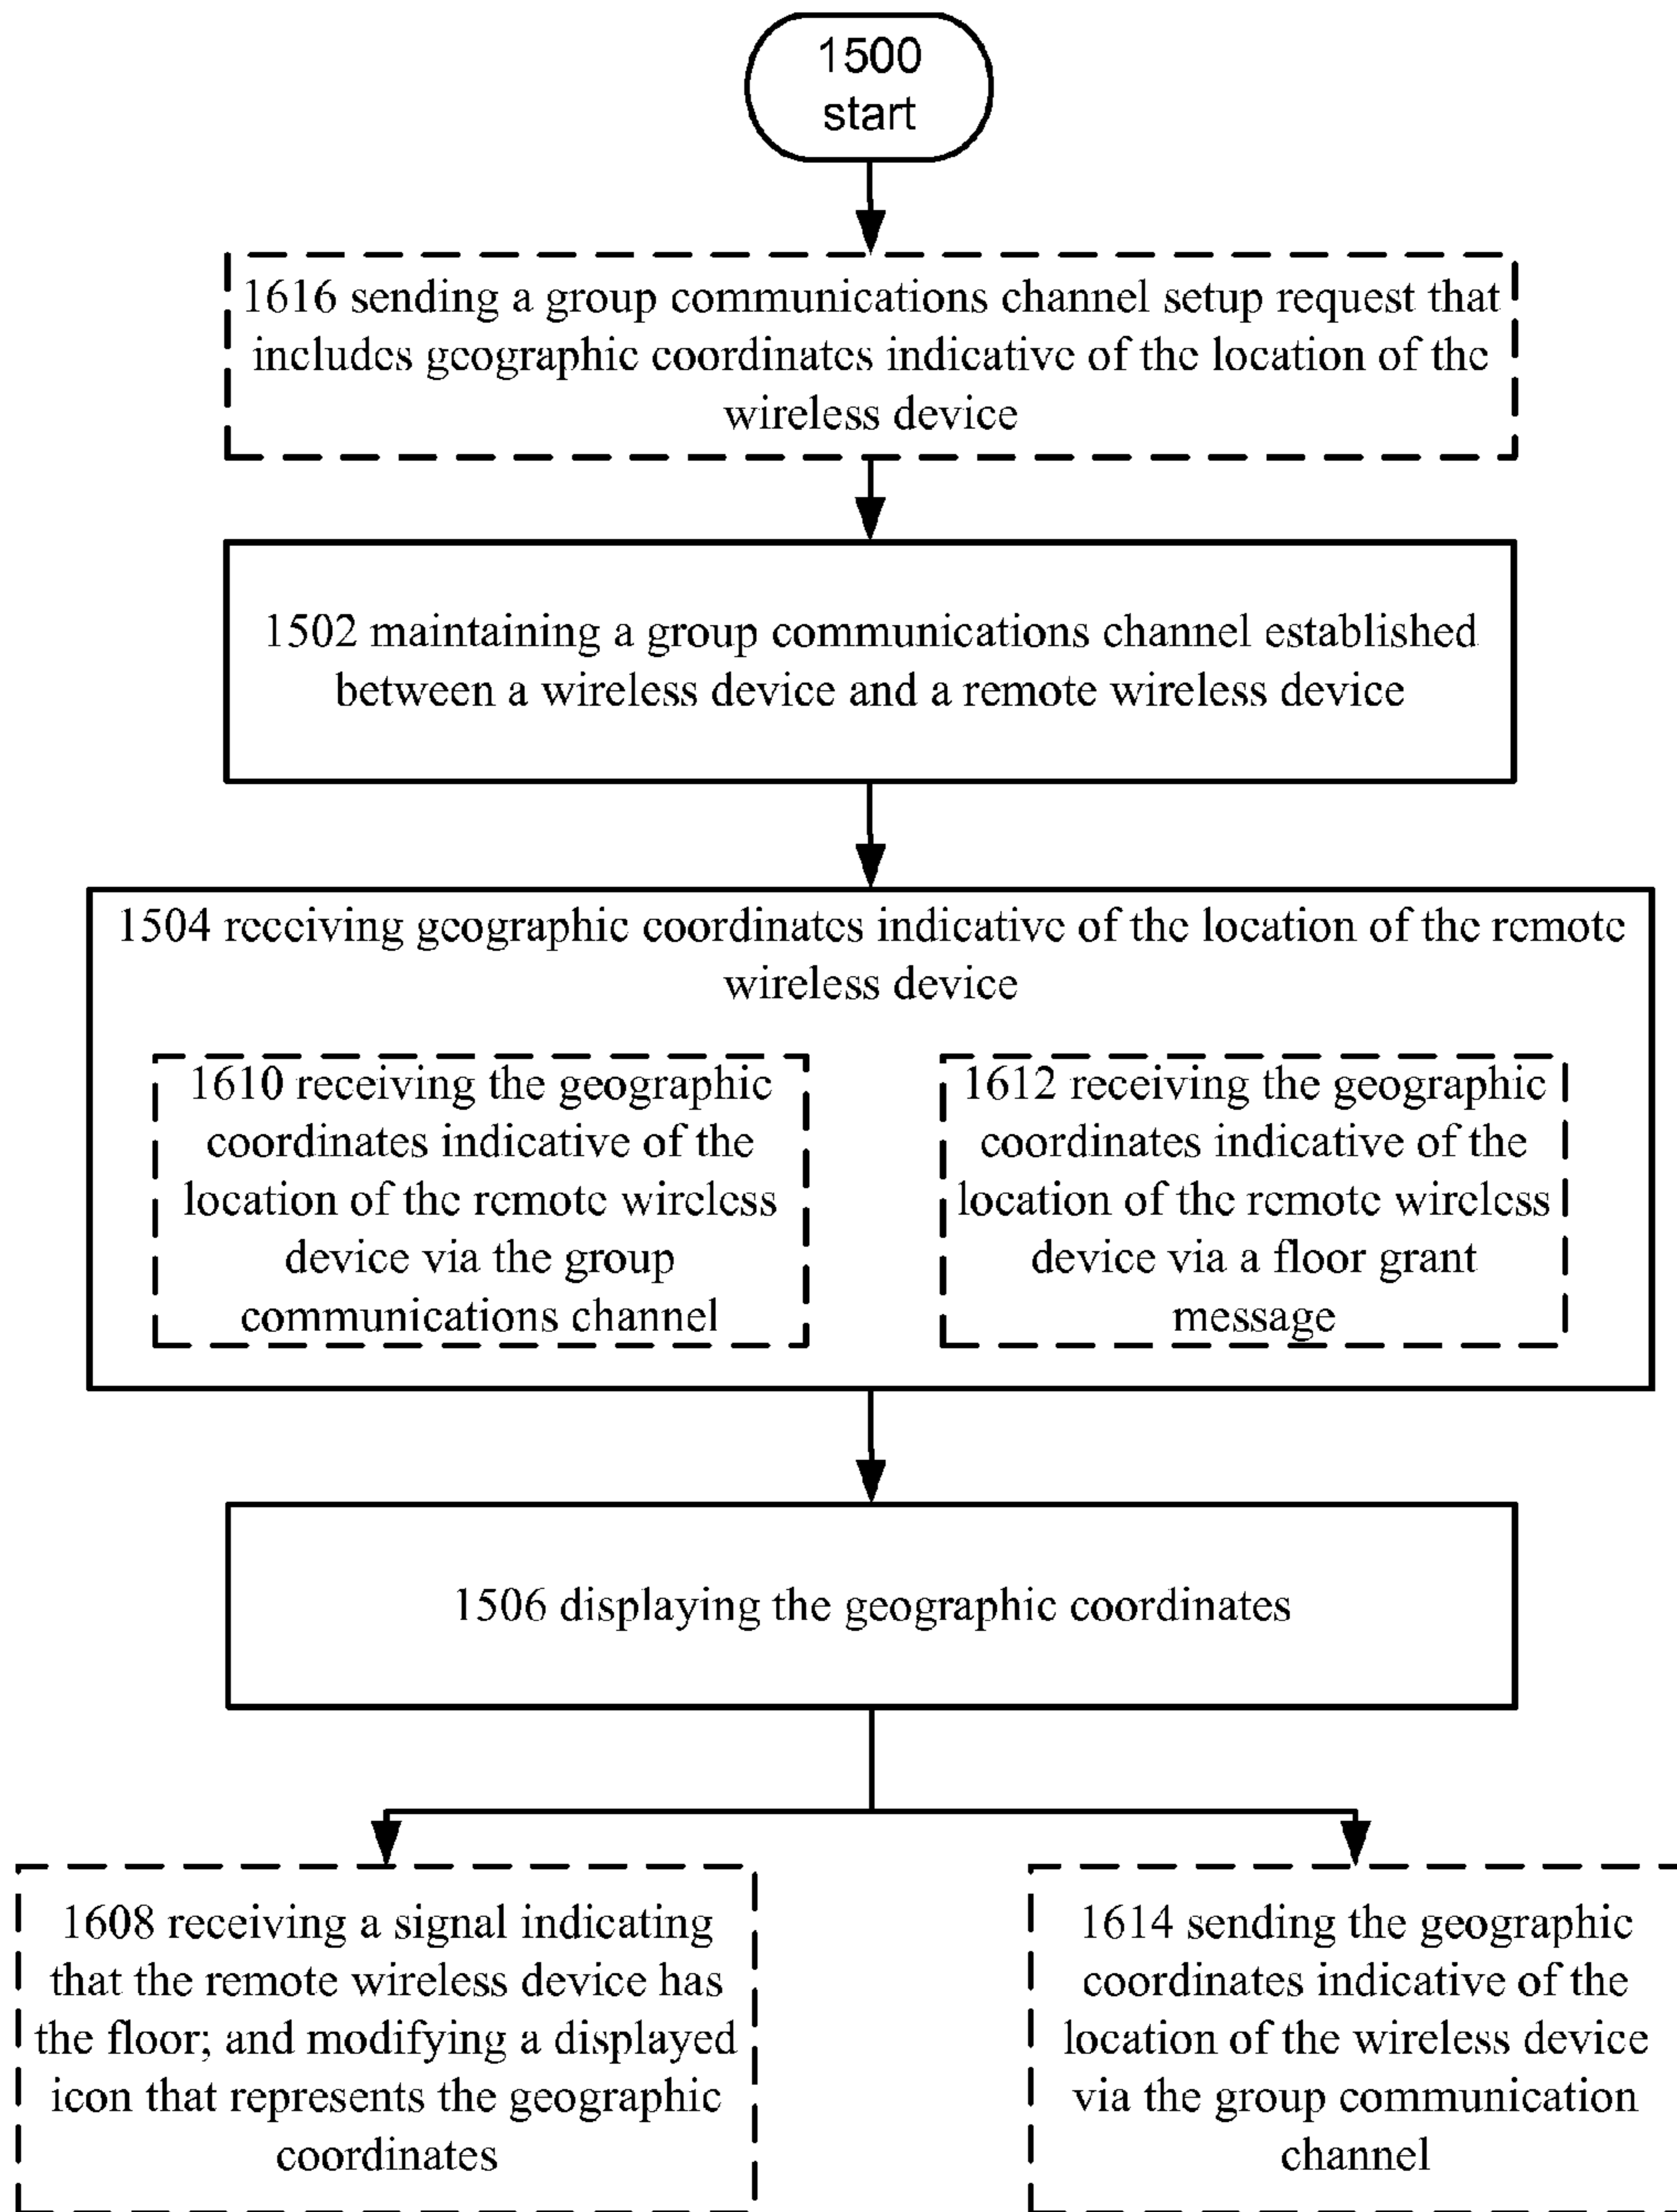 1500
start
1616 sending a group communications channel setup request that
includes geographic coordinates indicative of the location of the
wireless device
1502 maintaining a group communications channel established
between a wireless device and a remote wireless device
1504 receiving geographic coordinates indicative of the location of the remote
wireless device
1610 receiving the geographic
coordinates indicative of the
location of the remote wireless
device via the group
communications channel
1612 receiving the geographic
coordinates indicative of the
location of the remote wireless
device via a floor grant
message
1506 displaying the geographic coordinates
1608 receiving a signal indicating
that the remote wireless device has
the floor; and modifying a displayed
icon that represents the geographic
coordinates
1614 sending the geographic
coordinates indicative of the
location of the wireless device
via the group communication
channel